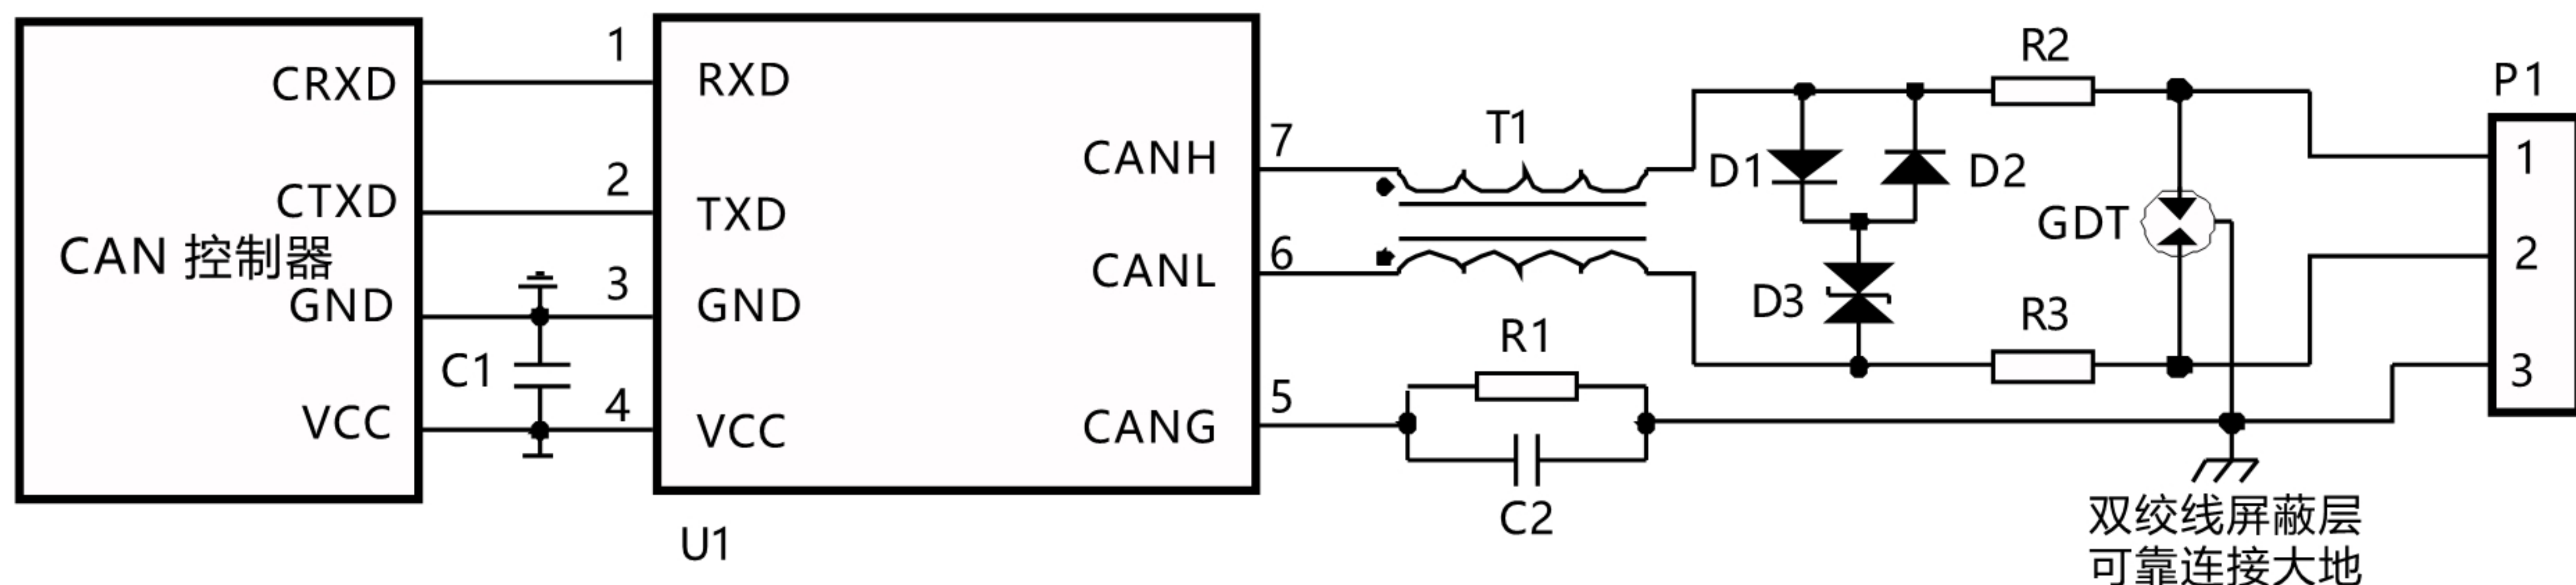 CAN 控制器
CRXD
CTXD
GND
VCC
C1
1
2
3
4
RXD
TXD
GND
VCC
U1
CANH
CANL
CANG
7
6
5
T1
R1
C2
D1
D2
D3
R2
R3
GDT
P1
1
2
3
双绞线屏蔽层
可靠连接大地